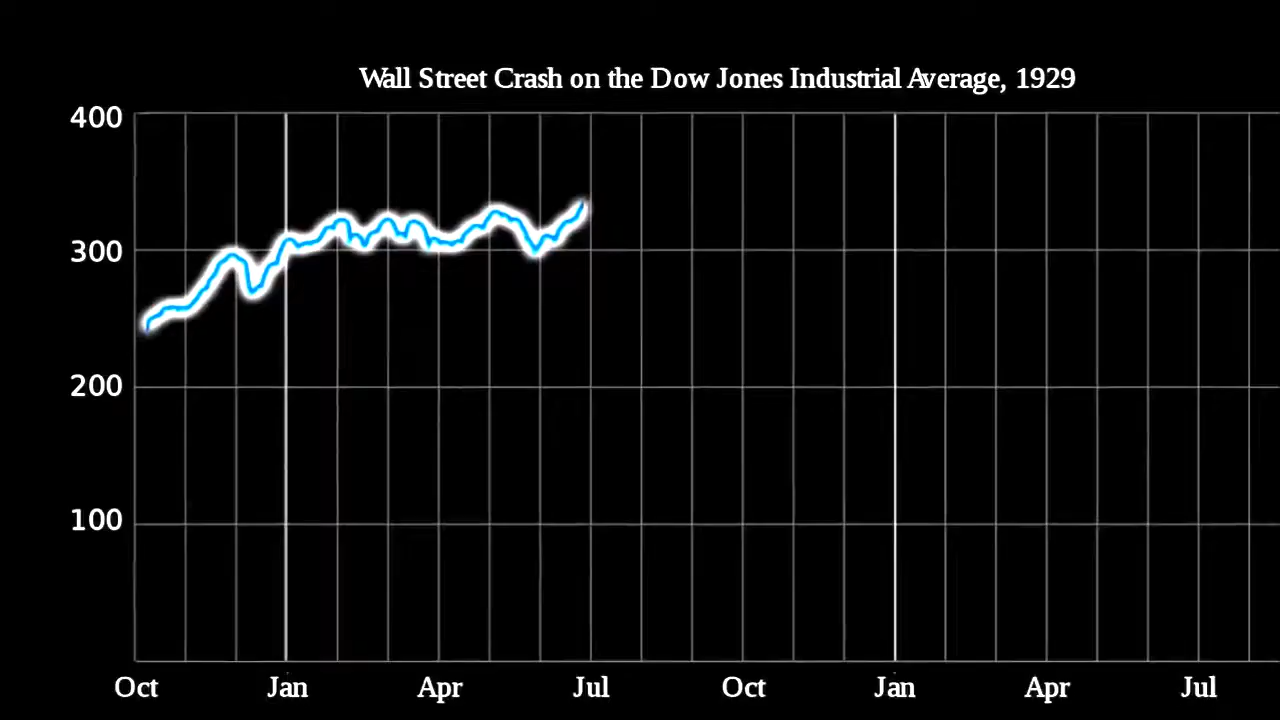 Wall Street Crash on the Dow Jones Industrial Average, 1929
400
300
200
100
Oct Jan Apr Jul Oct Jan Apr Jul